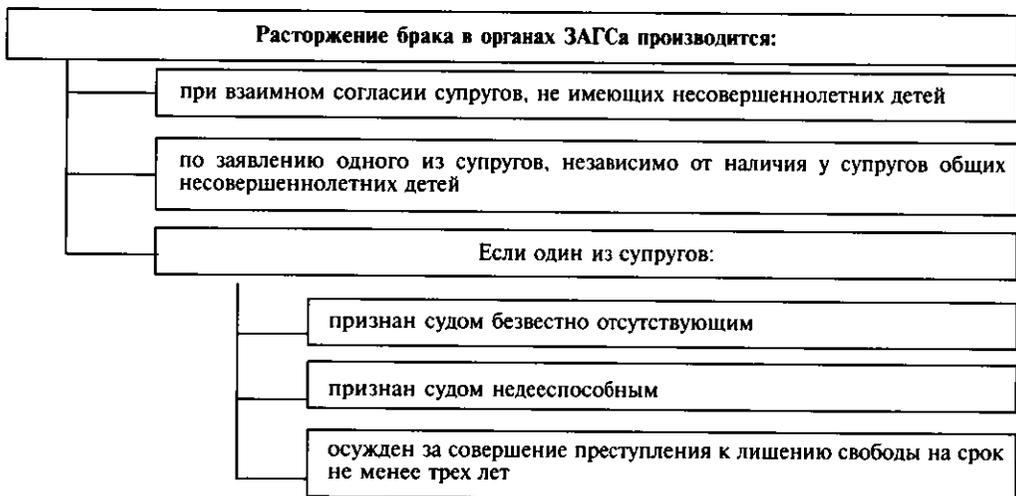 Расторжение брака в органах ЗАГСа производится:
при взаимном согласии супругов, не имеющих несовершеннолетних детей
по заявлению одного из супругов, независимо от наличия у супругов общих
несовершеннолетних детей
Если один из супругов:
признан судом безвестно отсутствующим
признан судом недееспособным
осужден за совершение преступления к лишению свободы на срок
не менее трех лет